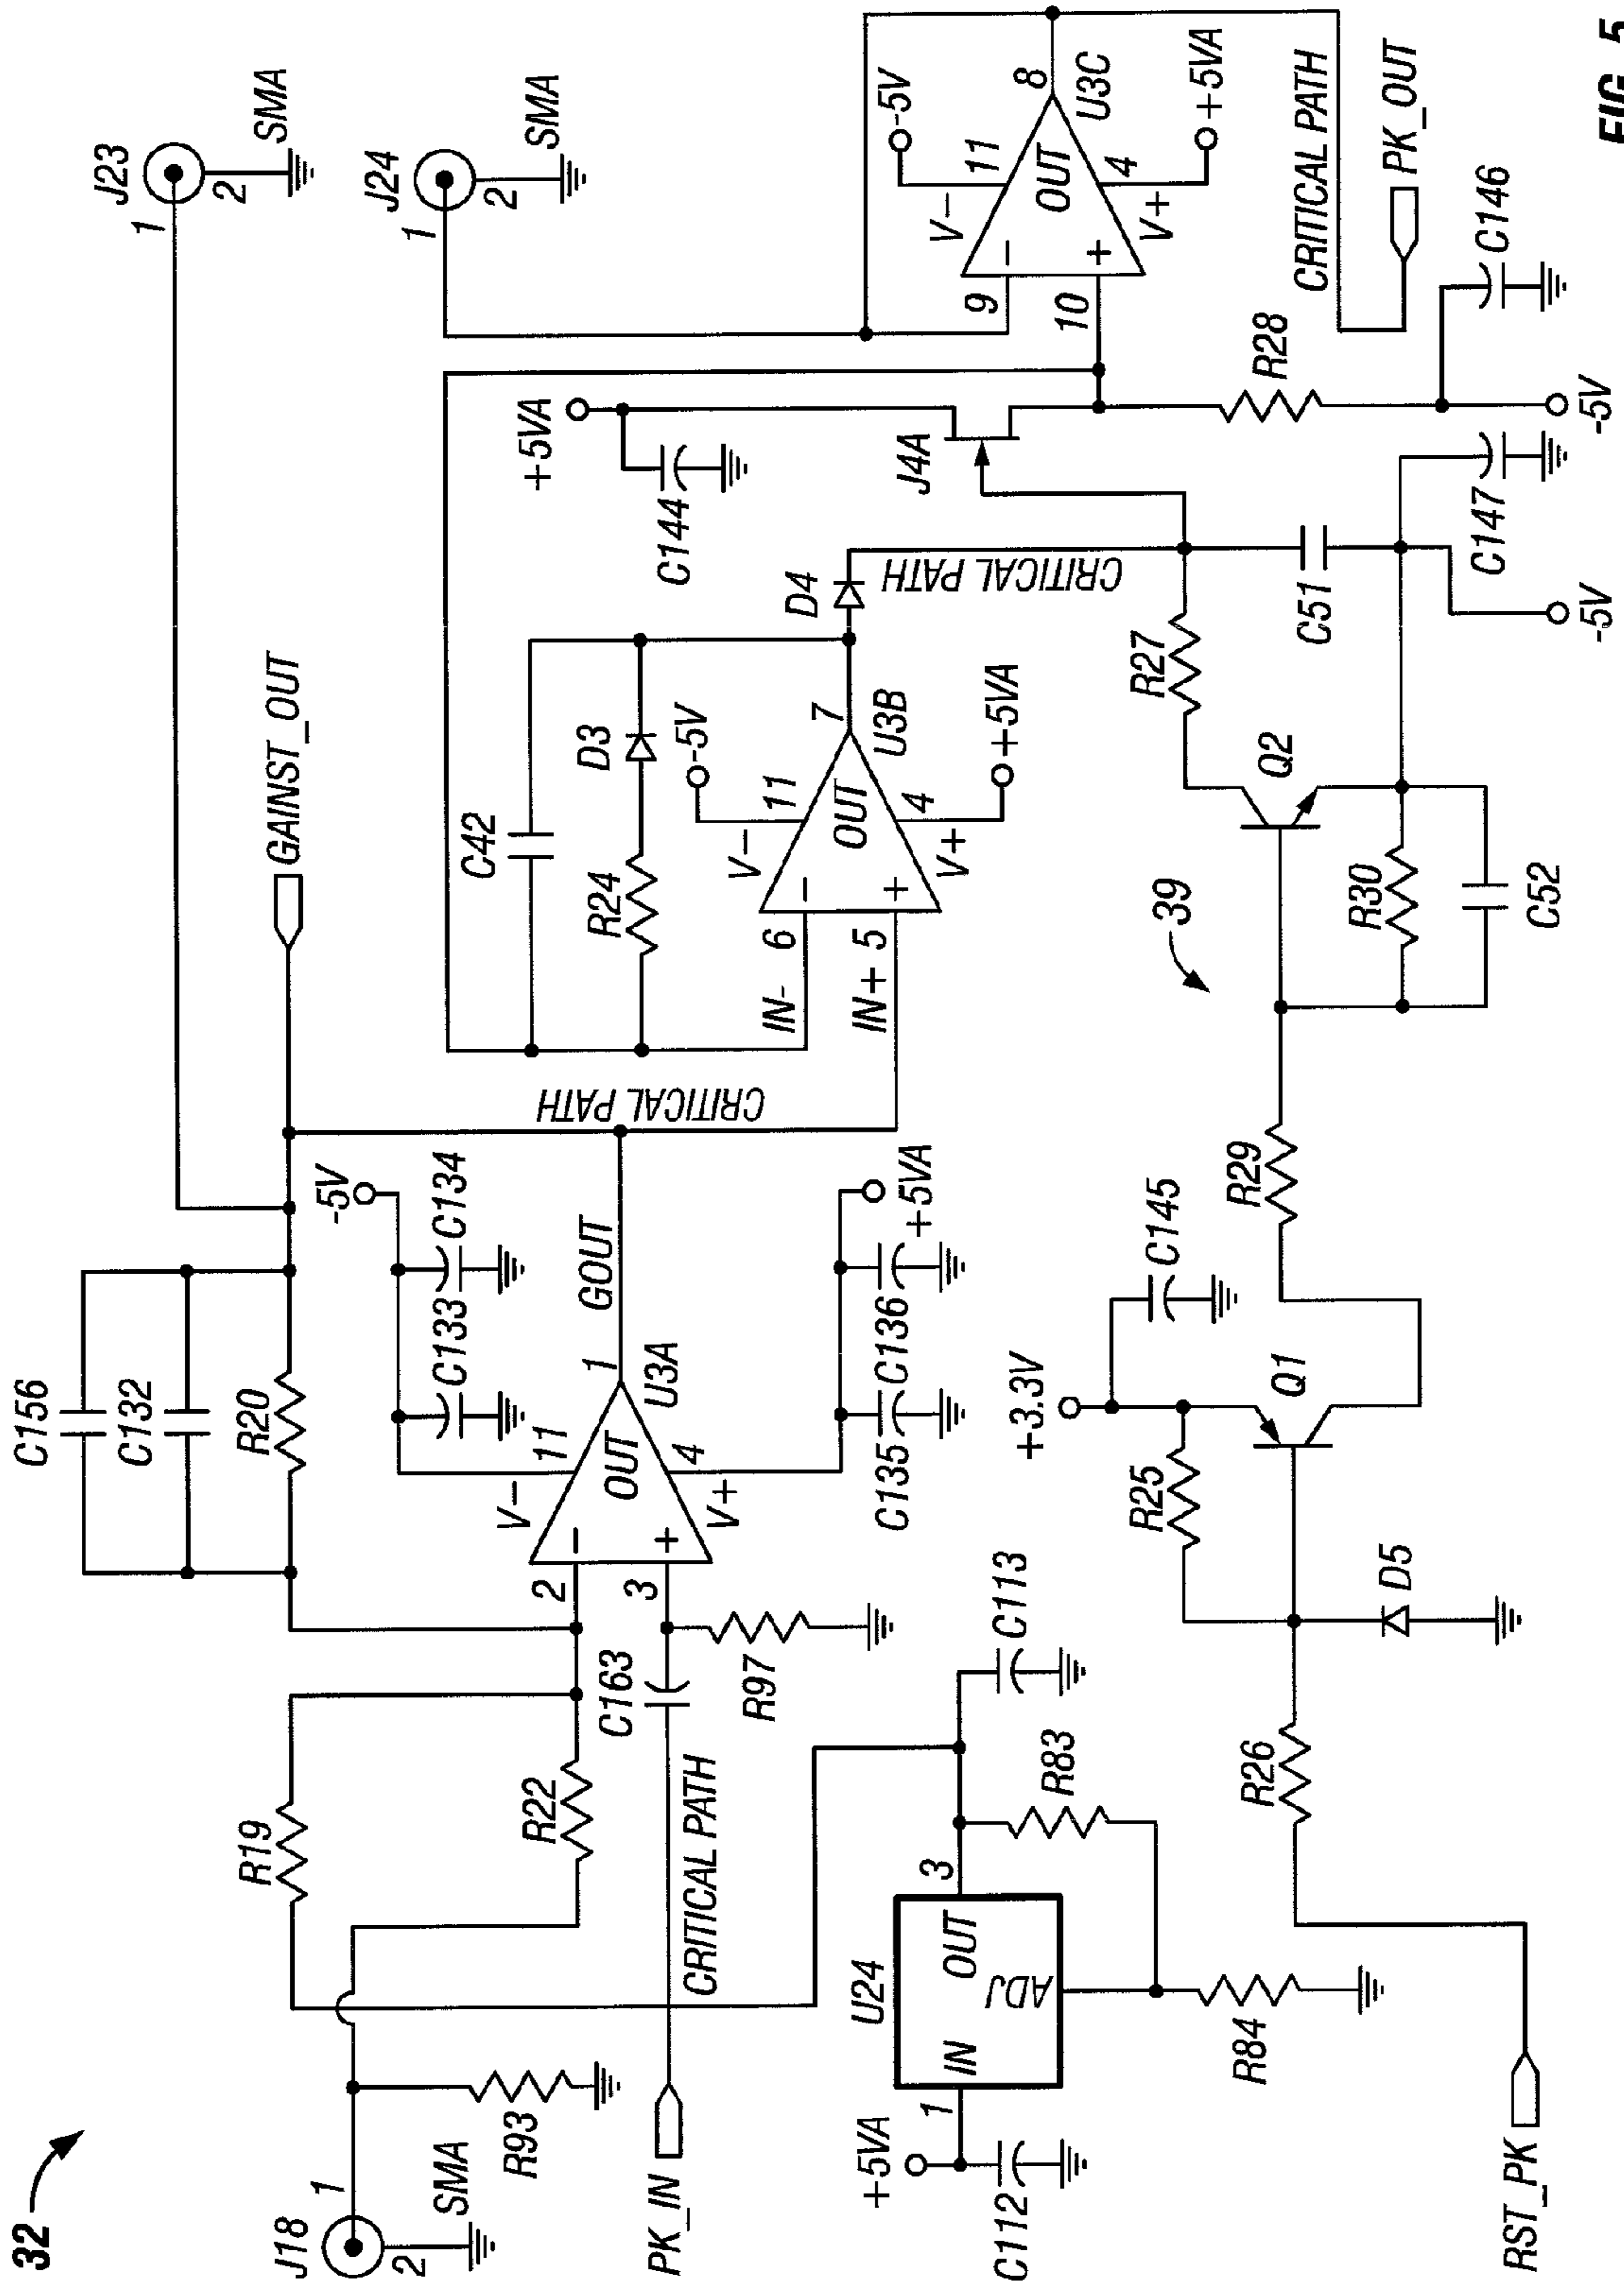 32
J18
1
2
SMA
R93
PK_IN
CRITICAL PATH
R19
R22
C163
R97
C156
C132
R20
2
3
V-
11
OUT
4
V+
1
U3A
GOUT
C133
C134
-5V
C135
C136
+5VA
CRITICAL PATH
GAINST_OUT
J23
1
2
SMA
J24
1
2
SMA
C42
R24
D3
IN- 6
IN+ 5
V-
11
-5V
OUT
4
V+
+5VA
7
U3B
D4
CRITICAL PATH
+5VA
C144
J4A
9
10
V-
11
-5V
OUT
4
V+
+5VA
8
U3C
CRITICAL PATH
PK_OUT
R28
C146
-5V
C147
-5V
C51
R27
Q2
39
R30
C52
R29
C145
+3.3V
Q1
R25
D5
R26
RST_PK
+5VA
C112
1
IN
U24
OUT
ADJ
3
R83
C113
R84
FIG. 5